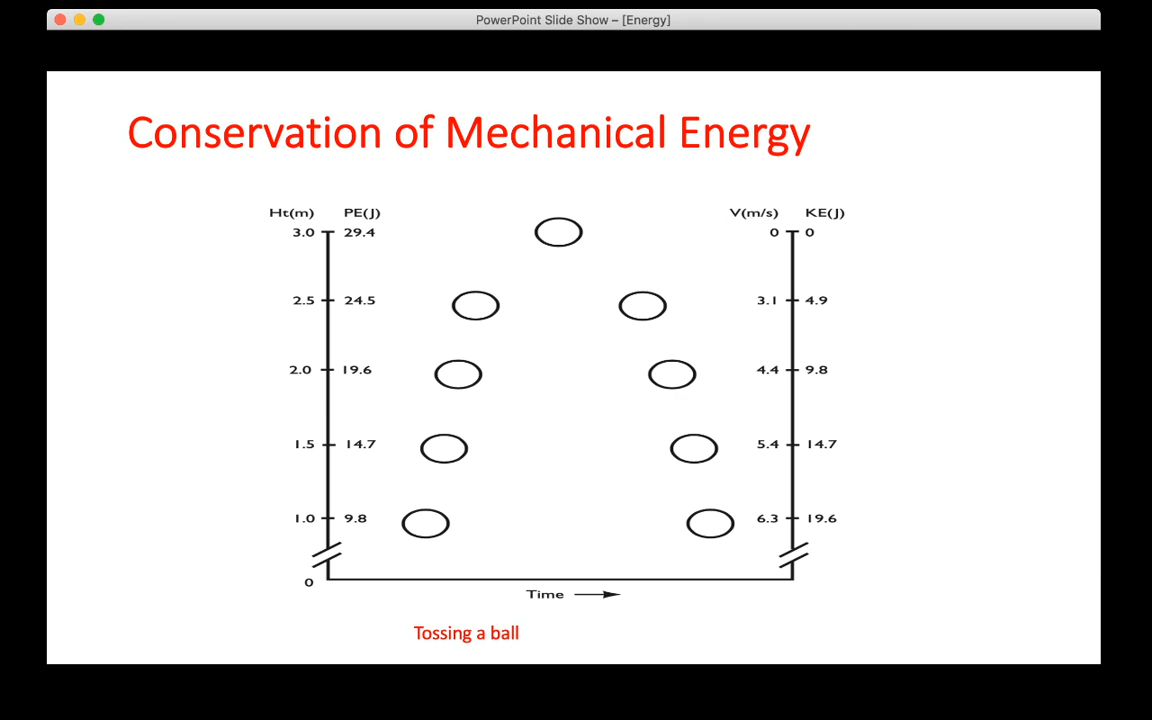 PowerPoint Slide Show – [Energy]
Conservation of Mechanical Energy
Ht(m) PE(J) V(m/s) KE(J)
3.0 29.4 0 0
2.5 24.5 3.1 4.9
2.0 19.6 4.4 9.8
1.5 14.7 5.4 14.7
1.0 9.8 6.3 19.6
0
Time
Tossing a ball